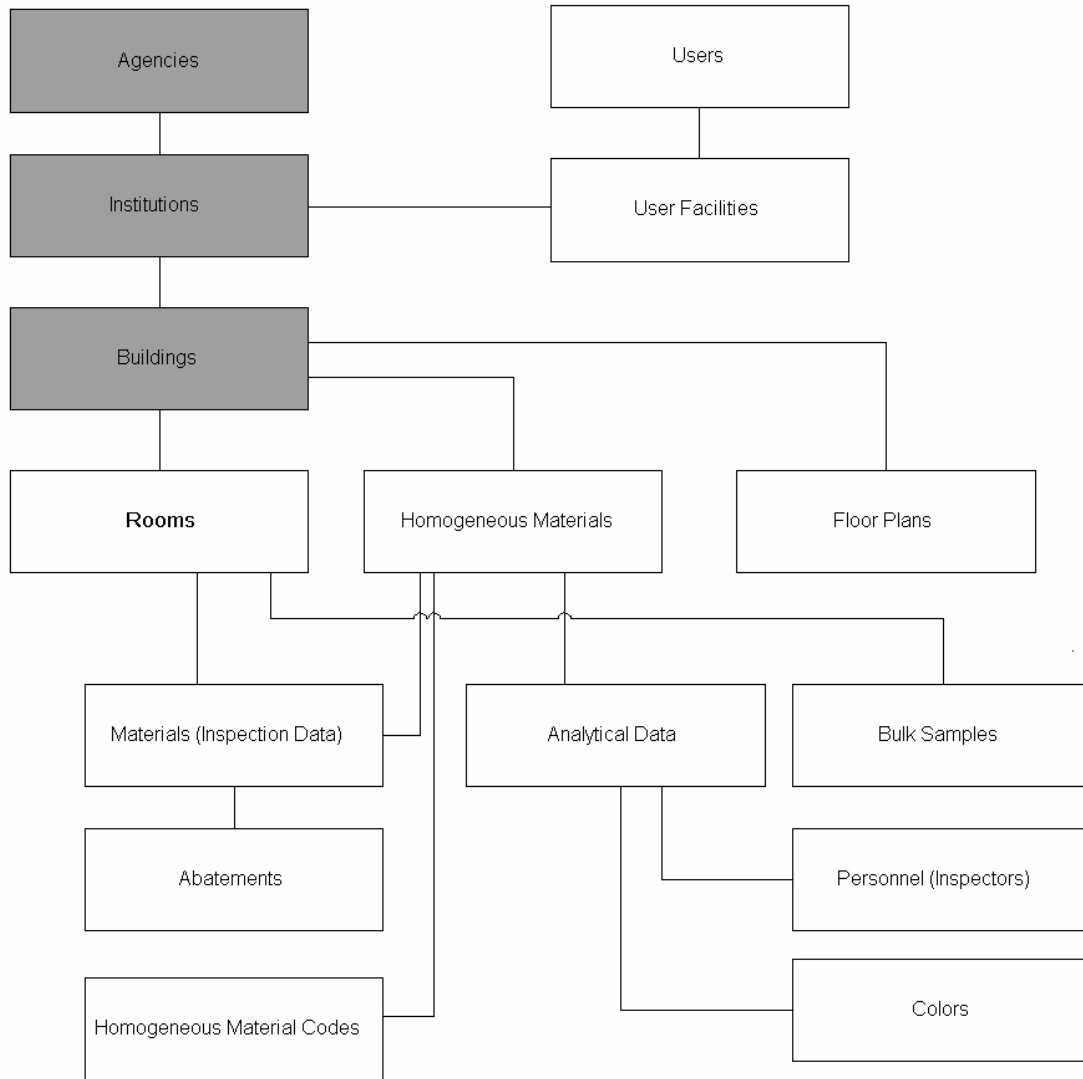 Agencies
Users
Institutions
User Facilities
Buildings
Rooms
Homogeneous Materials
Floor Plans
Materials (Inspection Data)
Analytical Data
Bulk Samples
Abatements
Personnel (Inspectors)
Homogeneous Material Codes
Colors